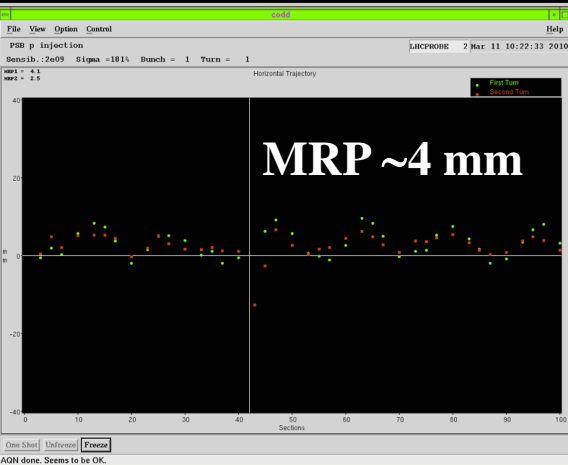 codd
File View Option Control Help
PSB p injection LHCPROBE 2 Mar 11 10:22:33 2010
Sensib.:2e09 Sigma =181% Bunch = 1 Turn = 1
MRP1 = 4.1
MRP2 = 2.5
Horizontal Trajectory
First Turn
Second Turn
MRP ~4 mm
40
20
m
m
0
-20
-40
0 10 20 30 40 50 60 70 80 90 100
Sections
One Shot Unfreeze Freeze
AQN done. Seems to be OK.